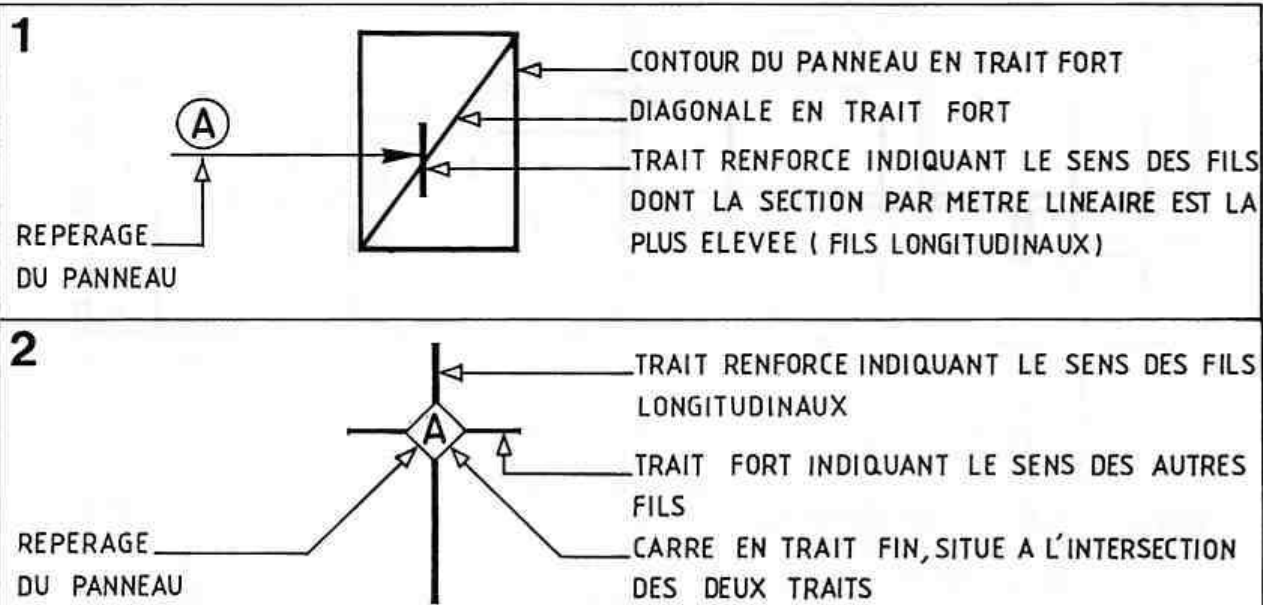 1
CONTOUR DU PANNEAU EN TRAIT FORT
A
DIAGONALE EN TRAIT FORT
TRAIT RENFORCE INDIQUANT LE SENS DES FILS
DONT LA SECTION PAR METRE LINEAIRE EST LA
PLUS ELEVEE ( FILS LONGITUDINAUX)
REPERAGE
DU PANNEAU
2
TRAIT RENFORCE INDIQUANT LE SENS DES FILS
LONGITUDINAUX
A
TRAIT FORT INDIQUANT LE SENS DES AUTRES
FILS
REPERAGE
DU PANNEAU
CARRE EN TRAIT FIN, SITUE A L'INTERSECTION
DES DEUX TRAITS